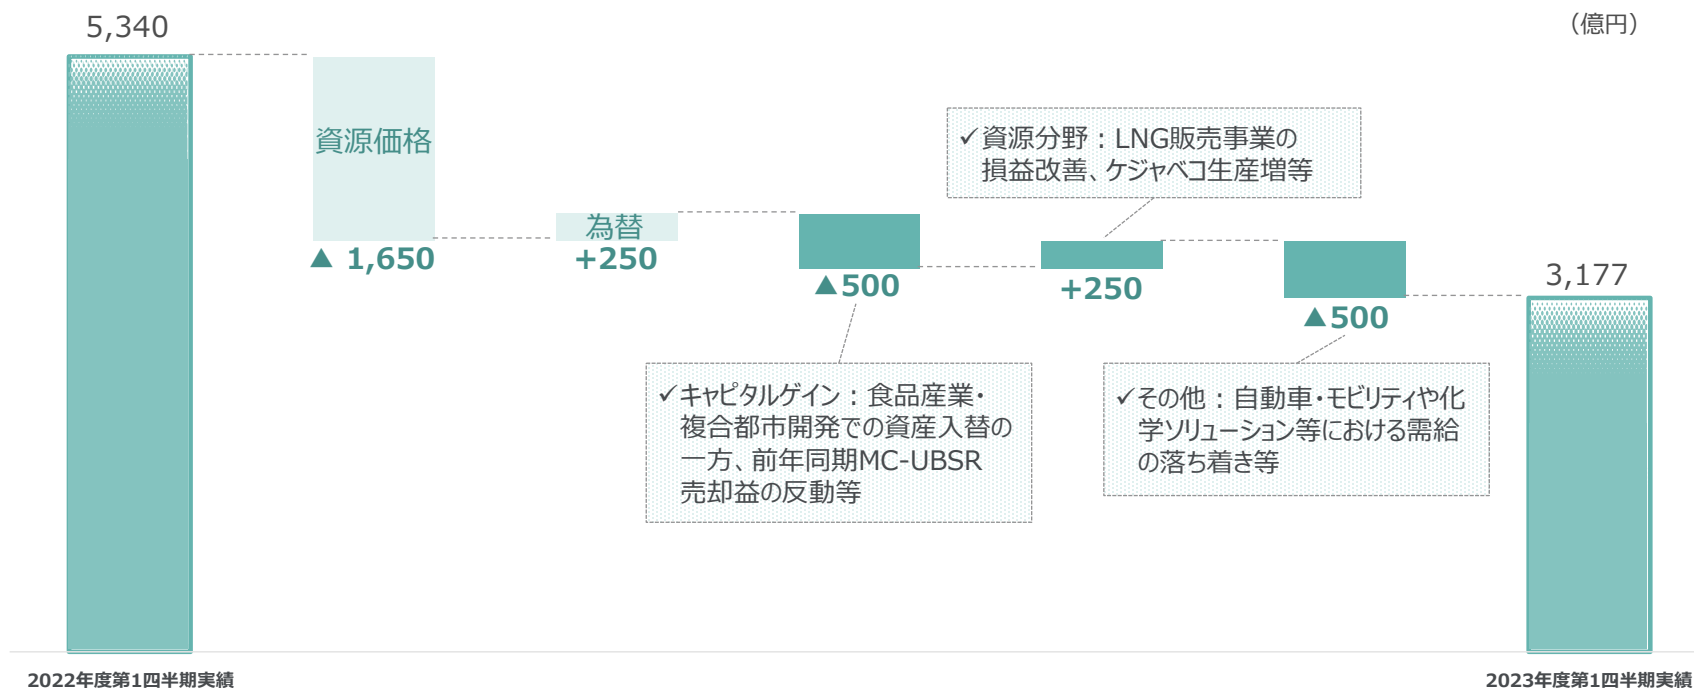 (億円)
5,340
資源価格
▲ 1,650
為替
+250
▲500
✓キャピタルゲイン：食品産業・
複合都市開発での資産入替の
一方、前年同期MC-UBSR
売却益の反動等
✓資源分野：LNG販売事業の
損益改善、ケジャベコ生産増等
+250
▲500
✓その他：自動車・モビリティや化
学ソリューション等における需給
の落ち着き等
3,177
2022年度第1四半期実績
2023年度第1四半期実績